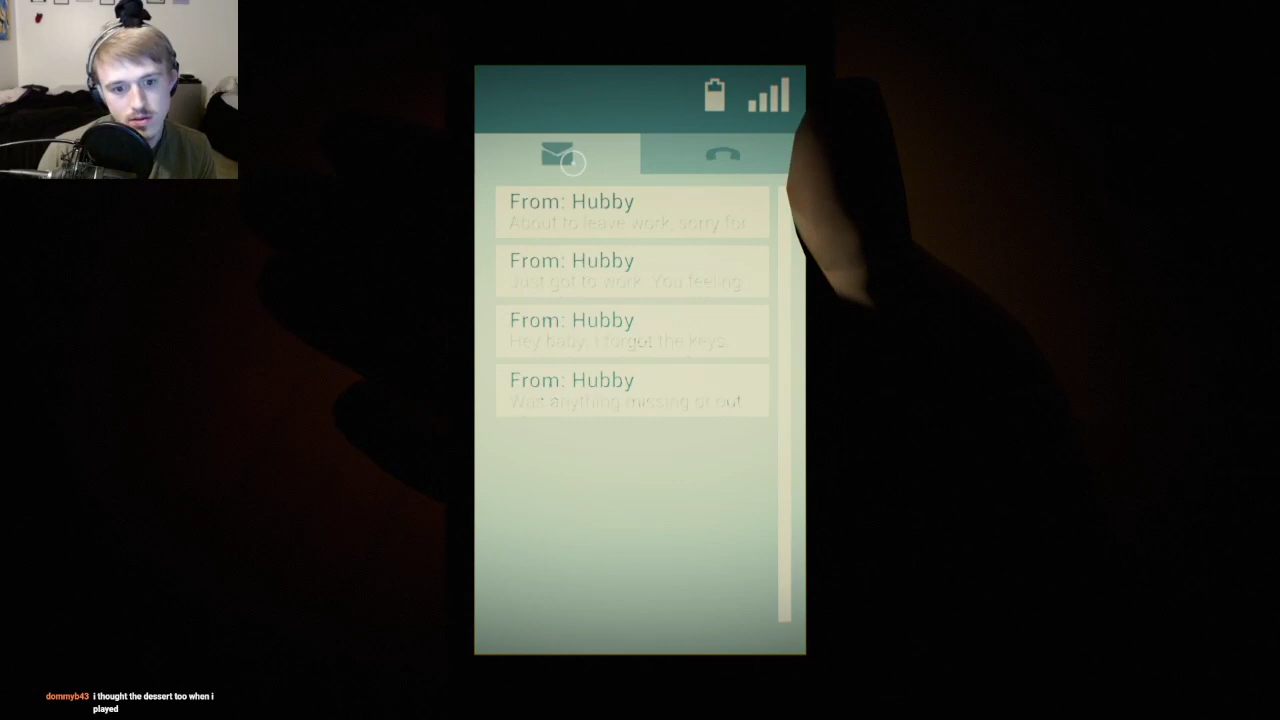 From: Hubby
About to leave work, sorry for
From: Hubby
Just got to work. You feeling
From: Hubby
Hey baby, I forgot the keys,
From: Hubby
Was anything missing or out
dommyb43 i thought the dessert too when i
played